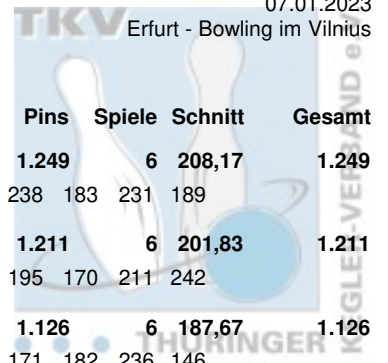 07.01.2023
TKV
Erfurt - Bowling im Vilnius
Pins Spiele Schnitt Gesamt
1.249 6 208,17 1.249
238 183 231 189
1.211 6 201,83 1.211
195 170 211 242
1.126 6 187,67 1.126
171 182 236 146
THÜRINGER
KEGLER-VERBAND e.V.